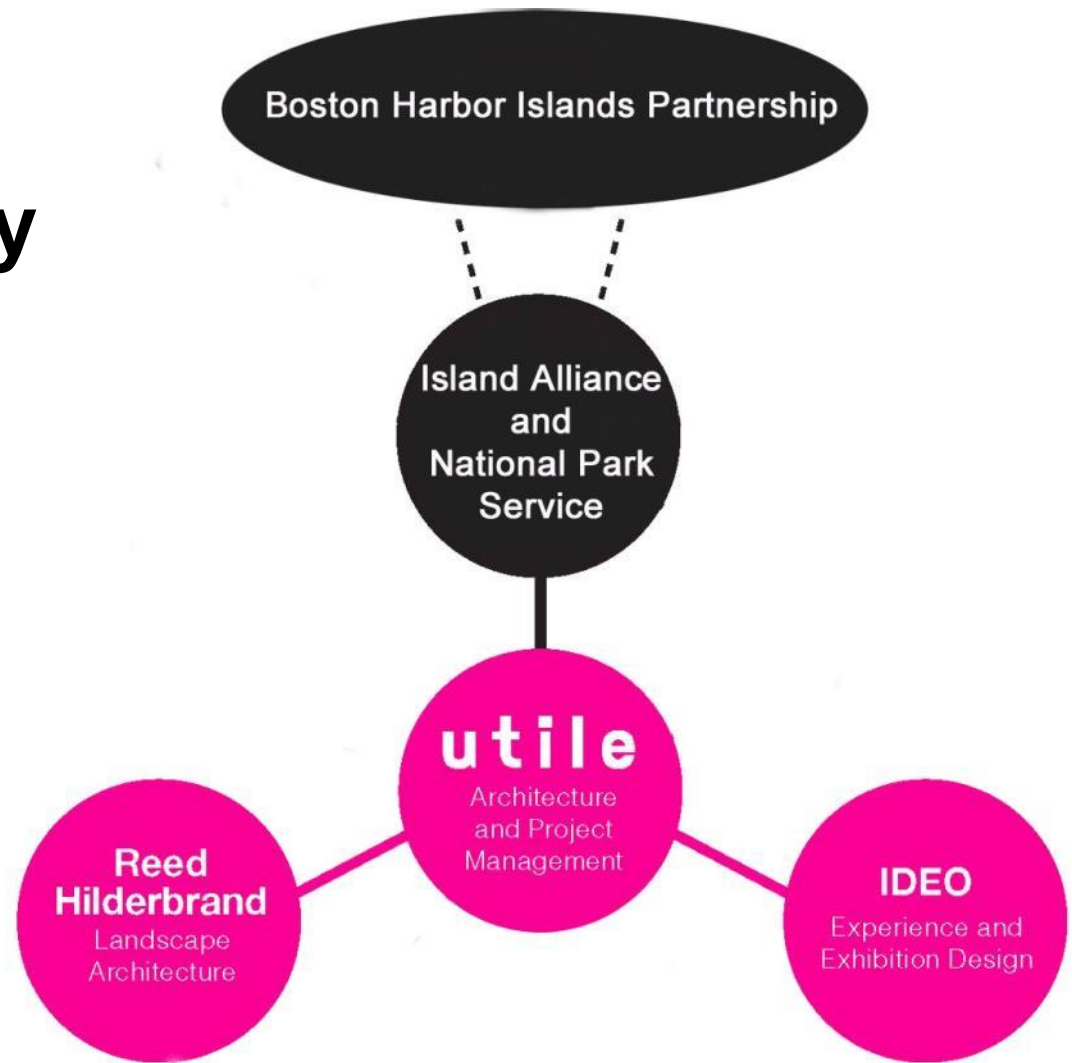 Boston Harbor Islands Partnership
y
Island Alliance
and
National Park
Service
utile
Architecture
and Project
Management
Reed
Hilderbrand
Landscape
Architecture
IDEO
Experience and
Exhibition Design